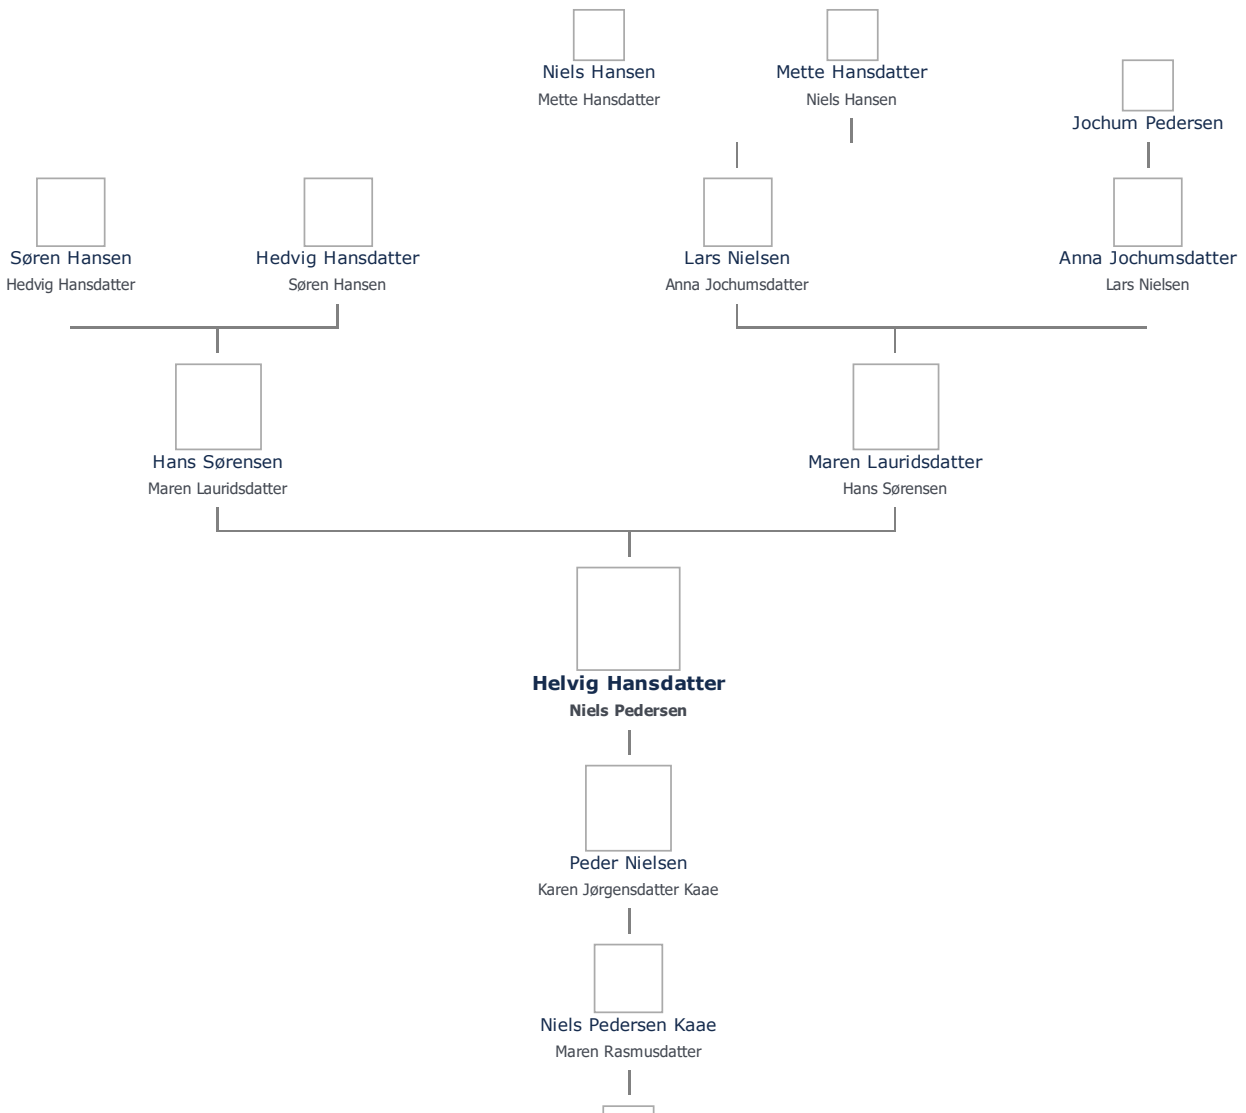 Niels Hansen
Mette Hansdatter
Mette Hansdatter
Niels Hansen
Jochum Pedersen
Søren Hansen
Hedvig Hansdatter
Hedvig Hansdatter
Søren Hansen
Lars Nielsen
Anna Jochumsdatter
Anna Jochumsdatter
Lars Nielsen
Hans Sørensen
Maren Lauridsdatter
Maren Lauridsdatter
Hans Sørensen
Helvig Hansdatter
Niels Pedersen
Peder Nielsen
Karen Jørgensdatter Kaae
Niels Pedersen Kaae
Maren Rasmusdatter